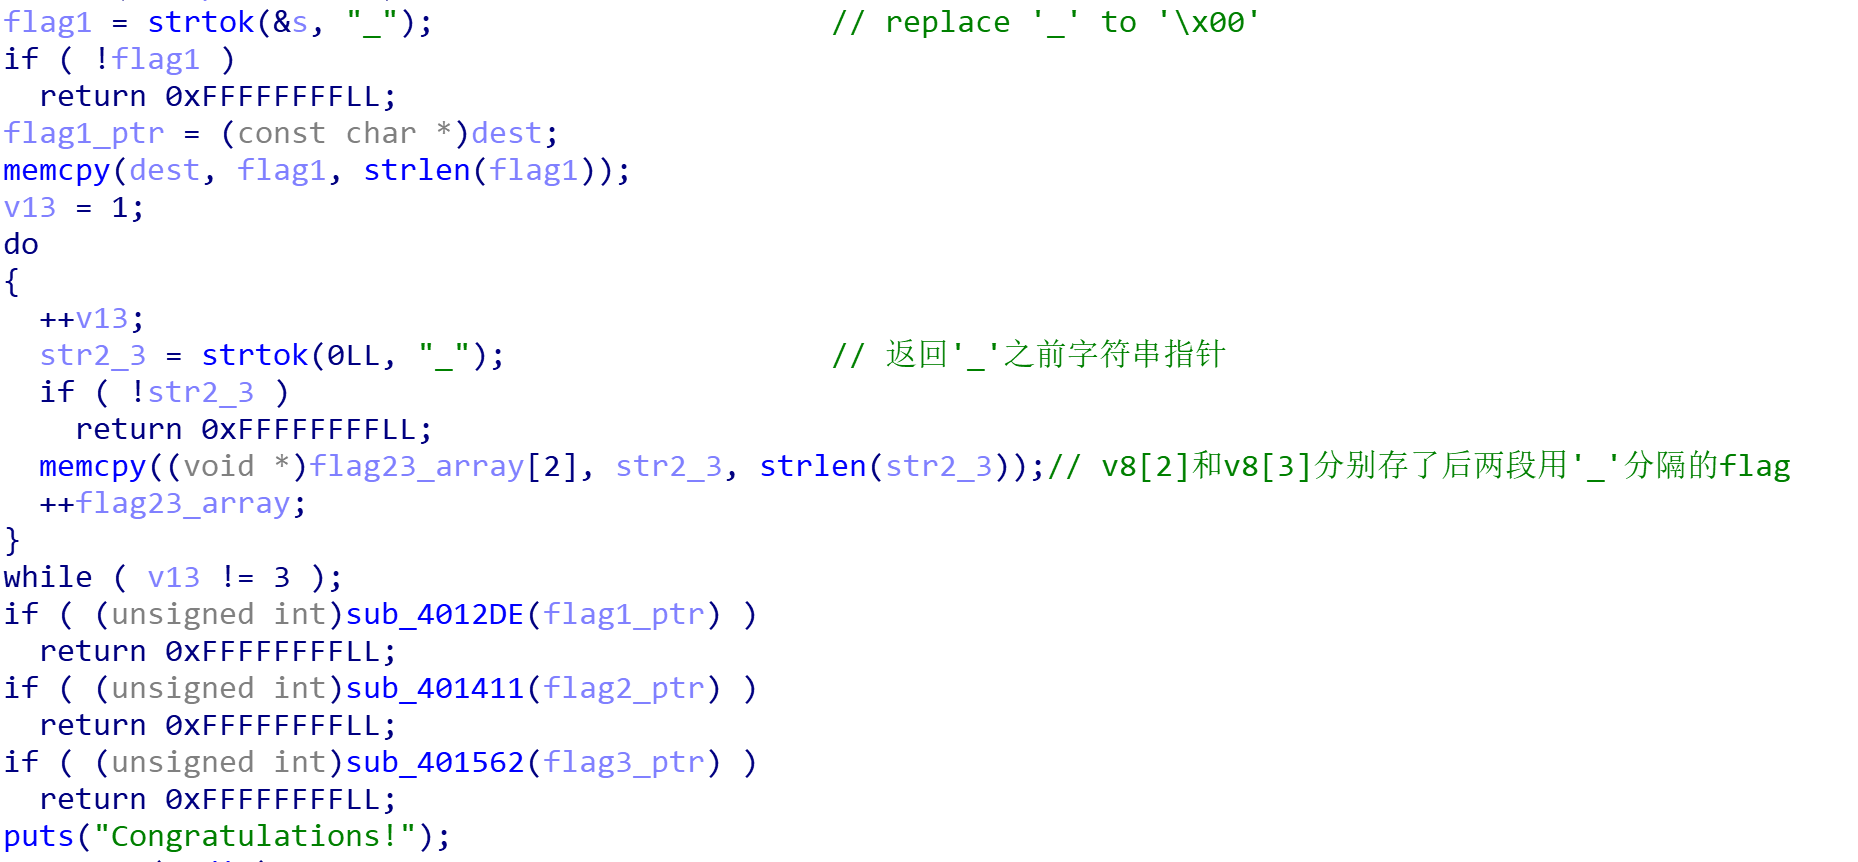 flag1 = strtok(&s, "_");                      // replace '_' to '\x00'
if ( !flag1 )
  return 0xFFFFFFFFLL;
flag1_ptr = (const char *)dest;
memcpy(dest, flag1, strlen(flag1));
v13 = 1;
do
{
  ++v13;
  str2_3 = strtok(0LL, "_");                  // 返回'_'之前字符串指针
  if ( !str2_3 )
    return 0xFFFFFFFFLL;
  memcpy((void *)flag23_array[2], str2_3, strlen(str2_3));// v8[2]和v8[3]分别存了后两段用'_'分隔的flag
  ++flag23_array;
}
while ( v13 != 3 );
if ( (unsigned int)sub_4012DE(flag1_ptr) )
  return 0xFFFFFFFFLL;
if ( (unsigned int)sub_401411(flag2_ptr) )
  return 0xFFFFFFFFLL;
if ( (unsigned int)sub_401562(flag3_ptr) )
  return 0xFFFFFFFFLL;
puts("Congratulations!");